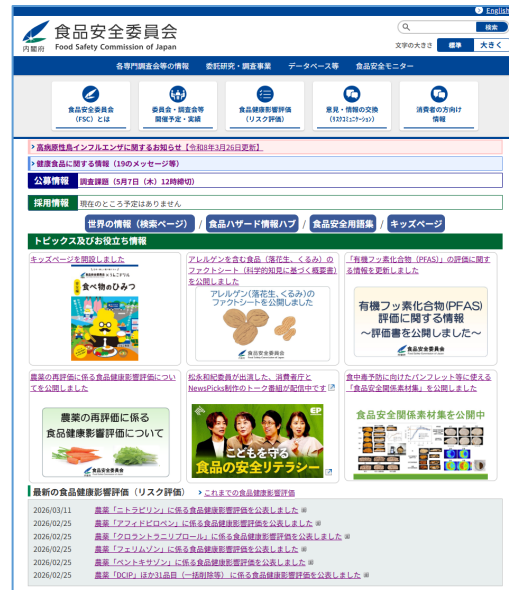 English
内閣府
食品安全委員会
Food Safety Commission of Japan
検索
文字の大きさ 標準 大きく
各専門調査会等の情報 委託研究・調査事業 データベース等 食品安全モニター
食品安全委員会
(FSC)とは
委員会・調査会等
開催予定・実績
食品健康影響評価
(リスク評価)
意見・情報の交換
(リスクコミュニケーション)
消費者の方向け
情報
高病原性鳥インフルエンザに関するお知らせ【令和8年3月26日更新】
健康食品に関する情報(19のメッセージ等)
公募情報 調査課題(5月7日(木)12時締切)
採用情報 現在のところ予定はありません
世界の情報(検索ページ) / 食品ハザード情報ハブ / 食品安全用語集 / キッズページ
トピックス及びお役立ち情報
キッズページを開設しました
食べ物のひみつ
アレルゲンを含む食品(落花生、くるみ)の
ファクトシート(科学的知見に基づく概要書)
を公開しました
アレルゲン(落花生、くるみ)の
ファクトシートを公開しました
食品安全委員会
「有機フッ素化合物(PFAS)」の評価に関す
る情報を更新しました
有機フッ素化合物(PFAS)
評価に関する情報
～評価書を公開しました～
食品安全委員会
農薬の再評価に係る食品健康影響評価につい
てを公開しました
農薬の再評価に係る
食品健康影響評価について
食品安全委員会
松永和紀委員が出演した、消費者庁と
NewsPicks制作のトーク番組が配信中です
こどもを守る
食品の安全リテラシー
食中毒予防に向けたパンフレット等に使える
「食品安全関係素材集」を公開しました
食品安全関係素材集を公開中
最新の食品健康影響評価(リスク評価) これまでの食品健康影響評価
2026/03/11 農薬「ニトラピリン」に係る食品健康影響評価を公表しました
2026/02/25 農薬「アフィドピロペン」に係る食品健康影響評価を公表しました
2026/02/25 農薬「クロラントラニリプロール」に係る食品健康影響評価を公表しました
2026/02/25 農薬「フェリムゾン」に係る食品健康影響評価を公表しました
2026/02/25 農薬「ペントキサゾン」に係る食品健康影響評価を公表しました
2026/02/25 農薬「DCIP」ほか31品目(一括削除等)に係る食品健康影響評価を公表しました